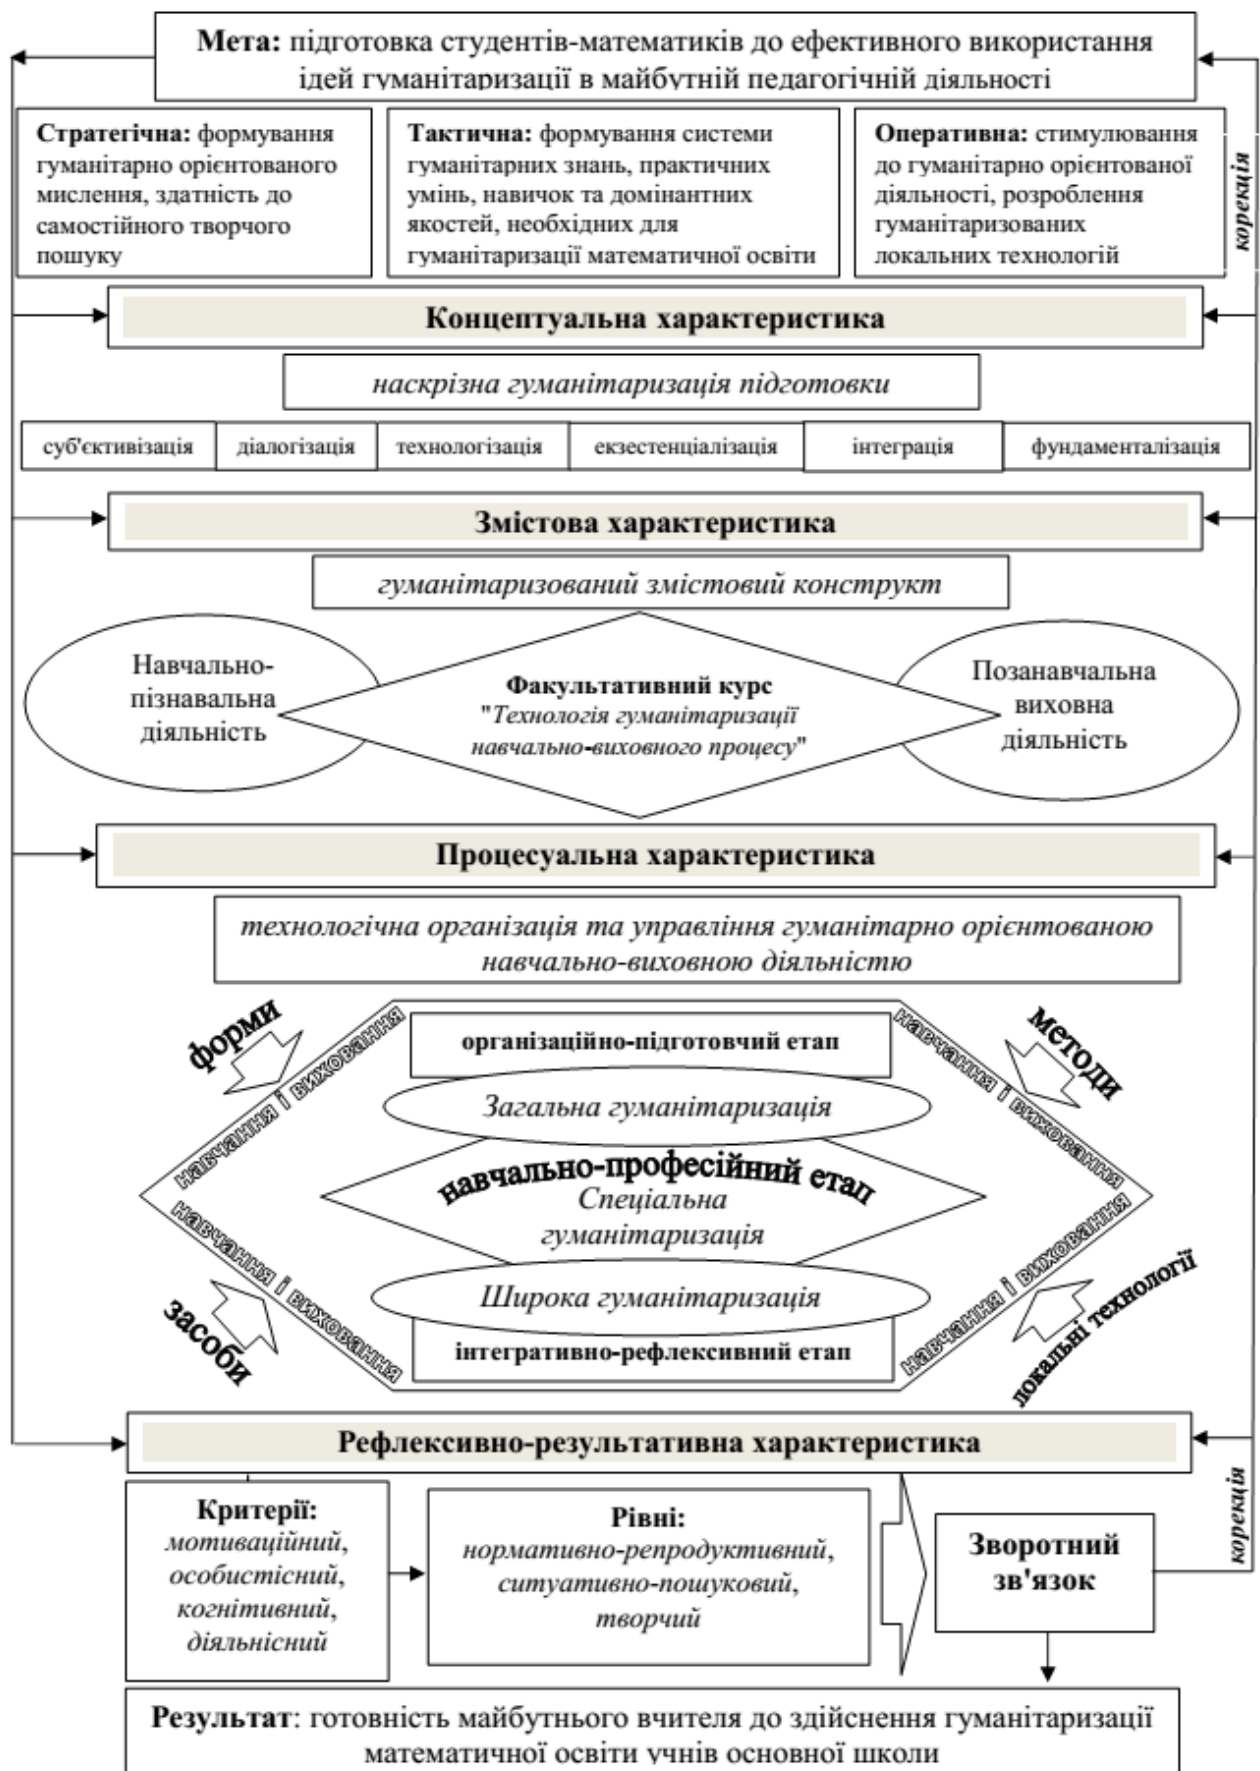 Мета: підготовка студентів-математиків до ефективного використання
ідей гуманітаризації в майбутній педагогічній діяльності
Стратегічна: формування
гуманітарно орієнтованого
мислення, здатність до
самостійного творчого
пошуку
Тактична: формування системи
гуманітарних знань, практичних
умінь, навичок та домінантних
якостей, необхідних для
гуманітаризації математичної освіти
Оперативна: стимулювання
до гуманітарно орієнтованої
діяльності, розроблення
гуманітаризованих
локальних технологій
корекція
Концептуальна характеристика
наскрізна гуманітаризація підготовки
суб'єктивізація
діалогізація
технологізація
екзестенціалізація
інтеграція
фундаменталізація
Змістова характеристика
гуманітаризований змістовий конструкт
Навчально-
пізнавальна
діяльність
Факультативний курс
"Технологія гуманітаризації
навчально-виховного процесу"
Позанавчальна
виховна
діяльність
Процесуальна характеристика
технологічна організація та управління гуманітарно орієнтованою
навчально-виховною діяльністю
форми
навчання і виховання
організаційно-підготовчий етап
навчання і виховання
методи
Загальна гуманітаризація
навчально-професійний етап
Спеціальна
гуманітаризація
Широка гуманітаризація
засоби
навчання і виховання
інтегративно-рефлексивний етап
навчання і виховання
локальні технології
Рефлексивно-результативна характеристика
Критерії:
мотиваційний,
особистісний,
когнітивний,
діяльнісний
Рівні:
нормативно-репродуктивний,
ситуативно-пошуковий,
творчий
Зворотний
зв'язок
корекція
Результат: готовність майбутнього вчителя до здійснення гуманітаризації
математичної освіти учнів основної школи